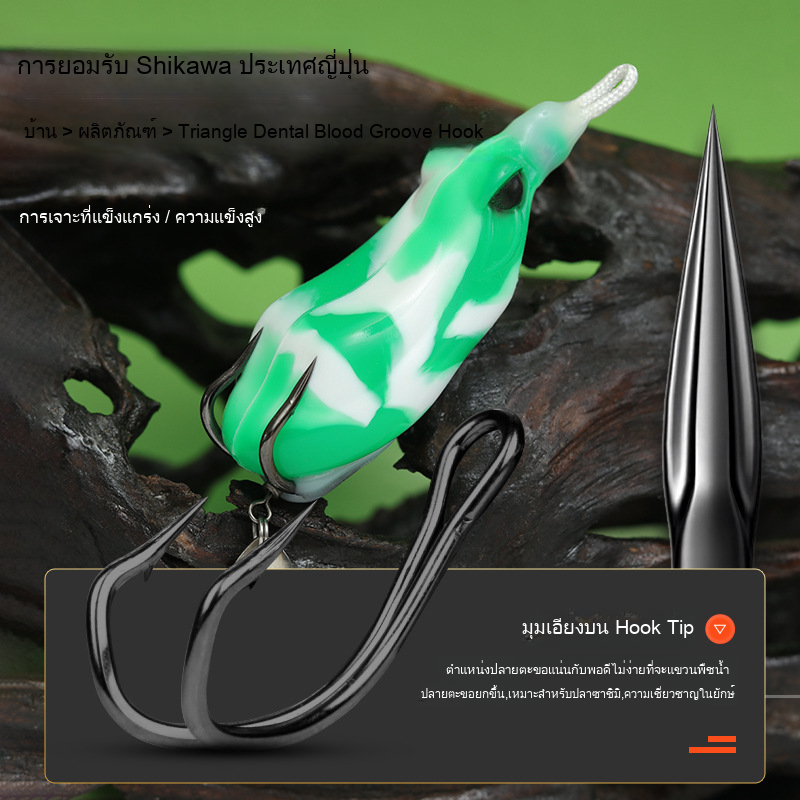 การยอมรับ Shikawa ประเทศญี่ปุ่น
บ้าน > ผลิตภัณฑ์ > Triangle Dental Blood Groove Hook
การเจาะที่แข็งแกร่ง / ความแข็งสูง
มุมเอียงบน Hook Tip
ตำแหน่งปลายตะขอแน่นกับพอดีไม่ง่ายที่จะแขวนพืชน้ำ
ปลายตะขอยกขึ้น,เหมาะสำหรับปลาซาชิมิ,ความเชี่ยวชาญในยักษ์